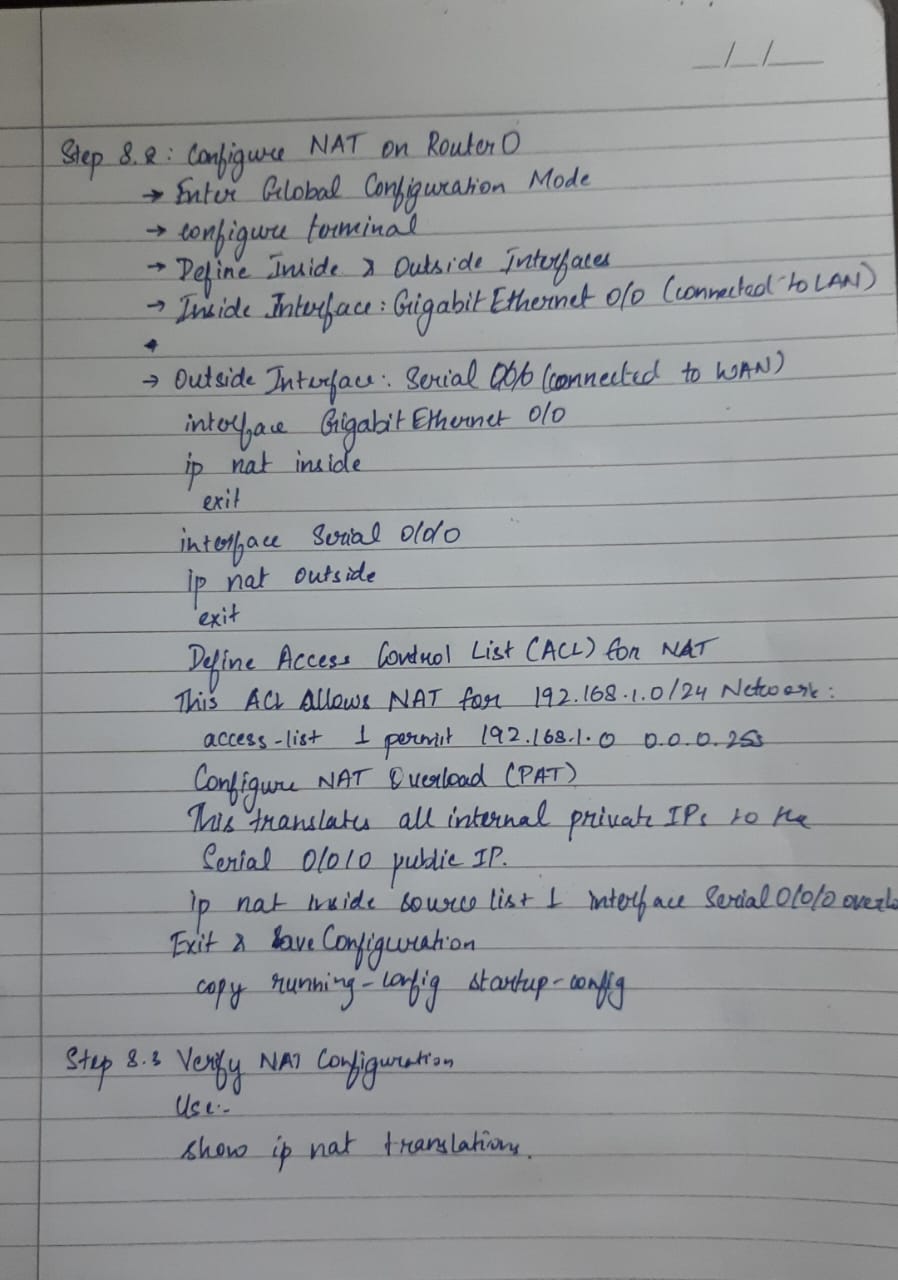 _/_/_
Step 8.2: Configure NAT on Router0
→ Enter Global Configuration Mode
→ configure terminal
→ Define Inside & Outside Interfaces
→ Inside Interface: Gigabit Ethernet 0/0 (connected to LAN)
→ Outside Interface: Serial 0/0/0 (connected to WAN)
interface Gigabit Ethernet 0/0
ip nat inside
exit
interface Serial 0/0/0
ip nat outside
exit
Define Access Control List (ACL) for NAT
This ACL Allows NAT for 192.168.1.0/24 Network:
access-list 1 permit 192.168.1.0 0.0.0.255
Configure NAT Overload (PAT)
This translates all internal private IPs to the
Serial 0/0/0 public IP.
ip nat inside source list 1 interface Serial 0/0/0 overlo
Exit & Save Configuration
copy running-config startup-config
Step 8.3 Verify NAT Configuration
Use:-
show ip nat translations.